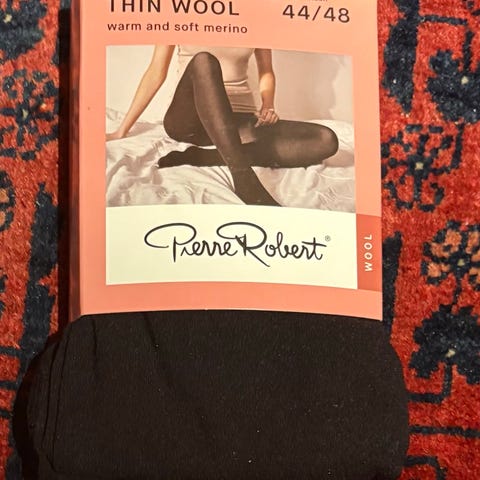 THIN WOOL
44/48
warm and soft merino
Pierre Robert®
WOOL